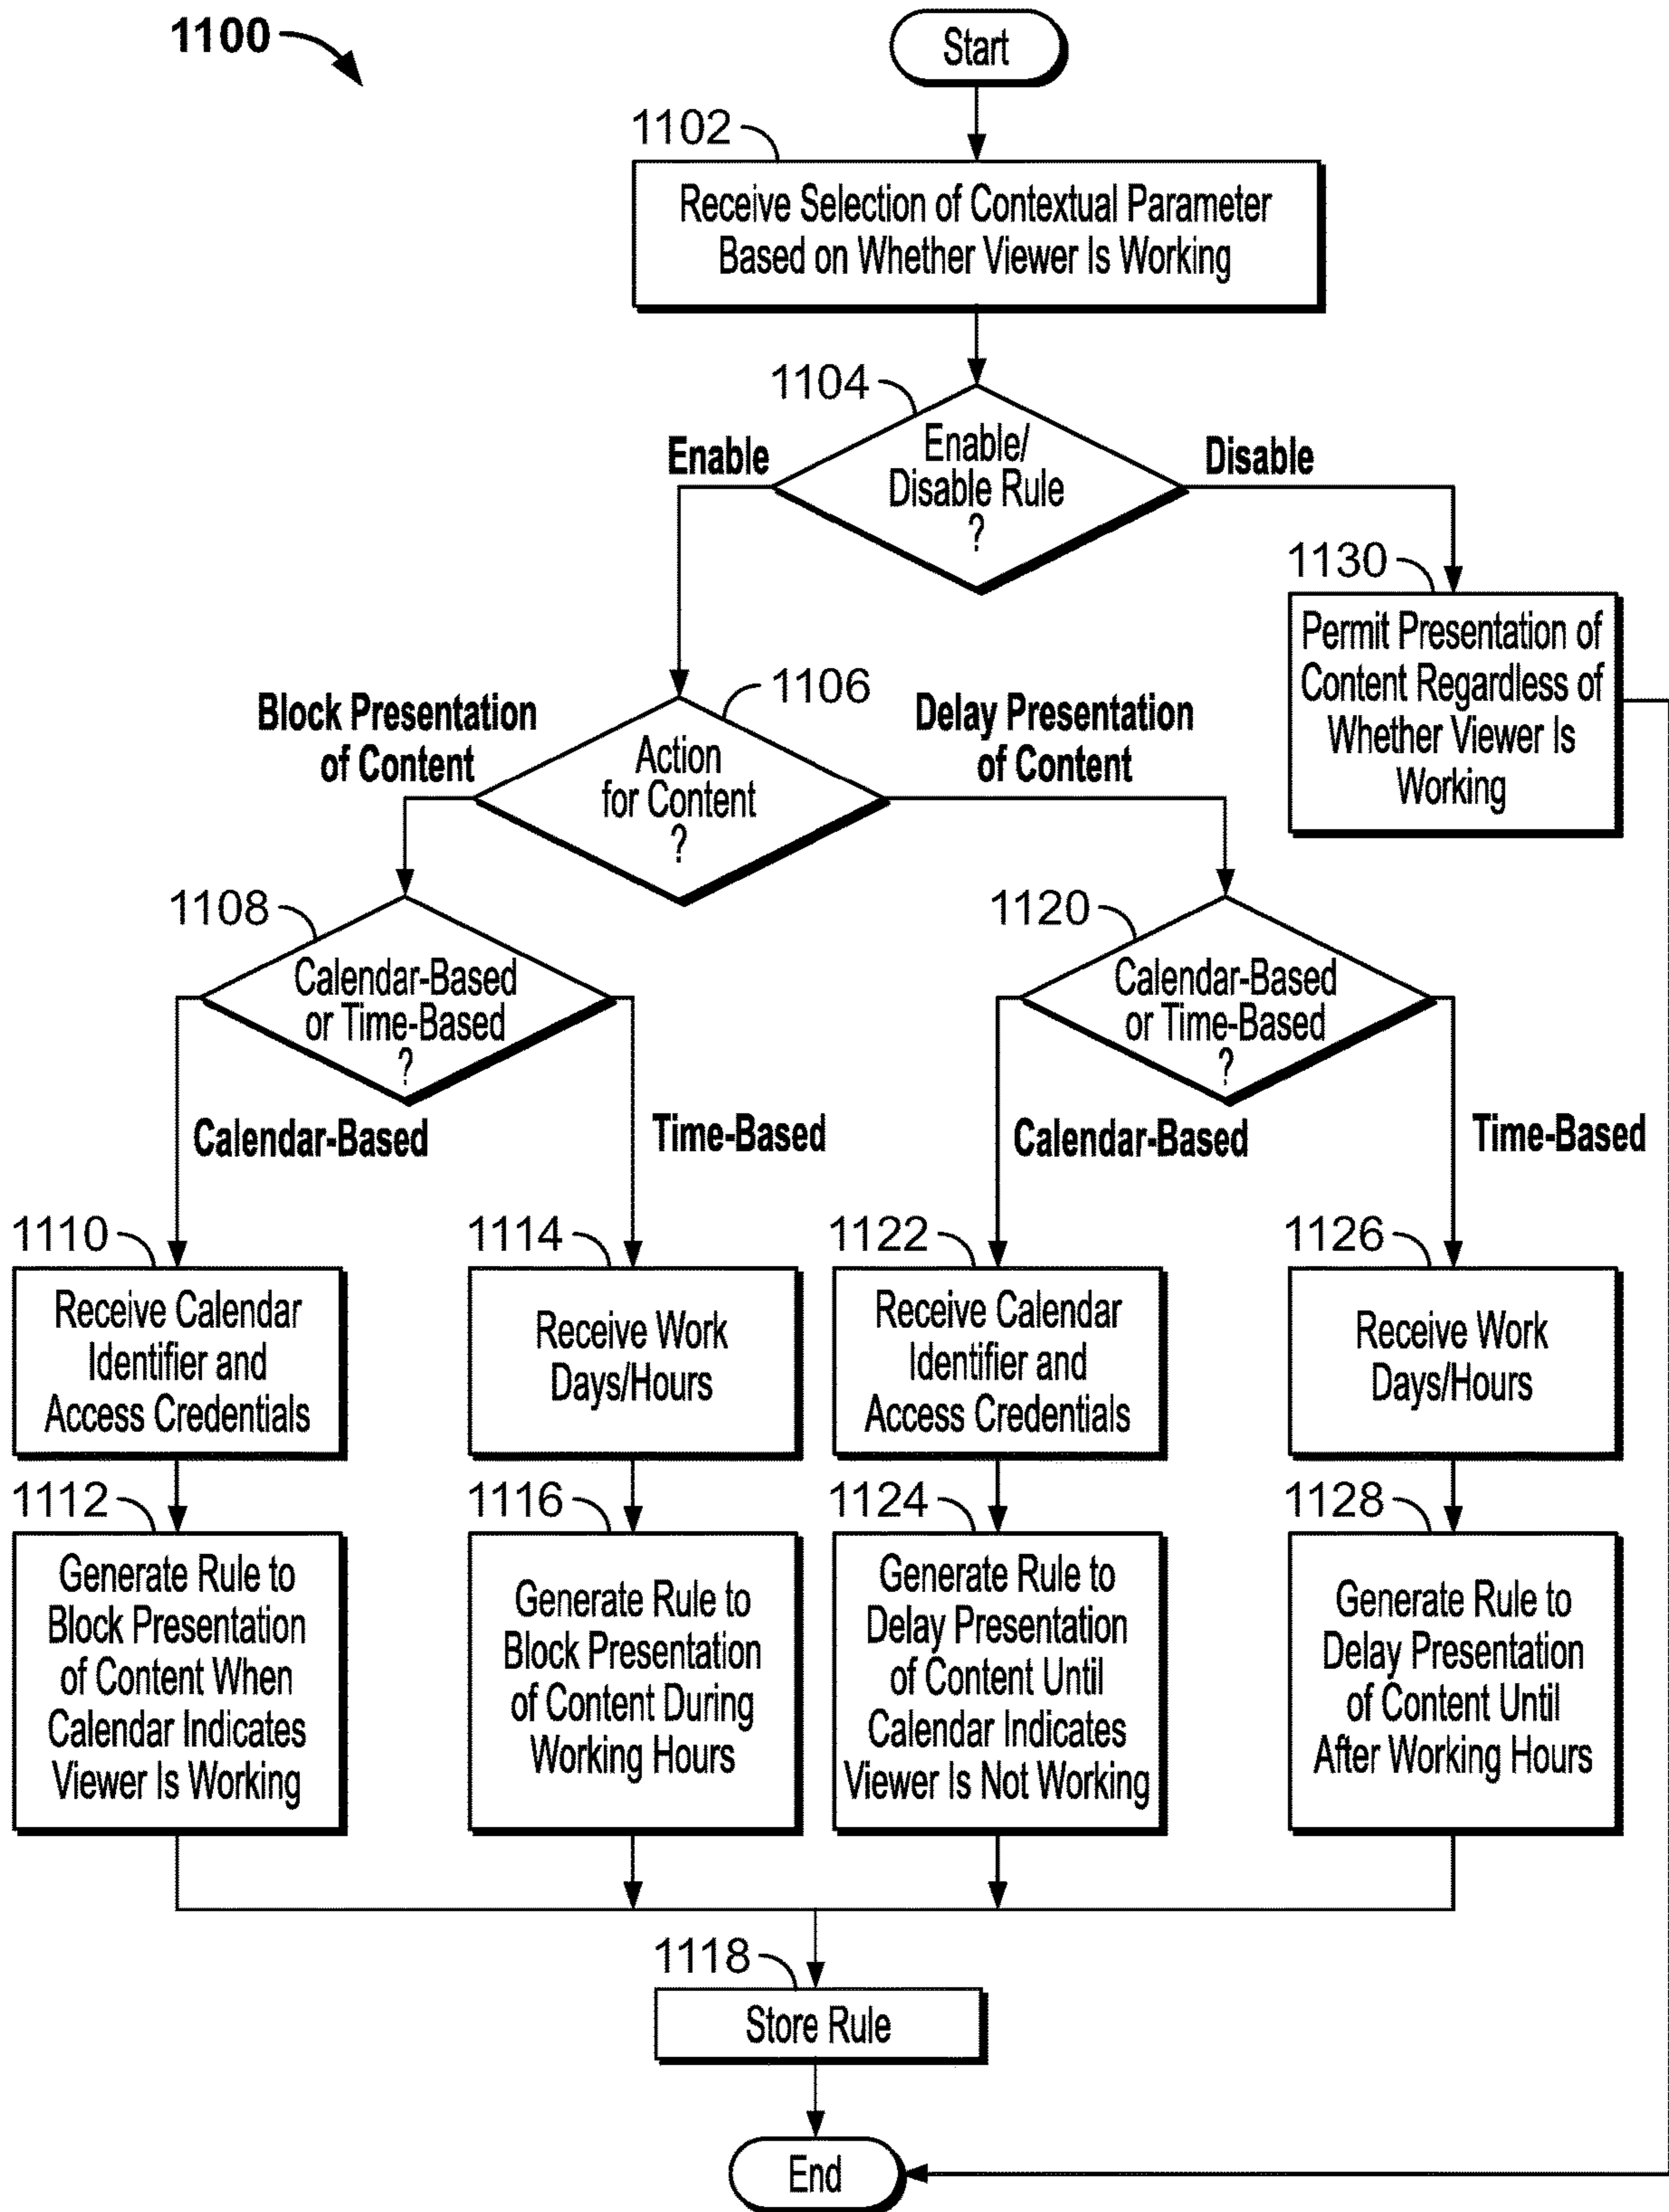 1100
Start
1102
Receive Selection of Contextual Parameter
Based on Whether Viewer Is Working
1104
Enable/
Disable Rule
?
Enable
Disable
1130
Permit Presentation of
Content Regardless of
Whether Viewer Is
Working
1106
Action
for Content
?
Block Presentation
of Content
Delay Presentation
of Content
1108
Calendar-Based
or Time-Based
?
1120
Calendar-Based
or Time-Based
?
Calendar-Based
Time-Based
Calendar-Based
Time-Based
1110
Receive Calendar
Identifier and
Access Credentials
1114
Receive Work
Days/Hours
1122
Receive Calendar
Identifier and
Access Credentials
1126
Receive Work
Days/Hours
1112
Generate Rule to
Block Presentation
of Content When
Calendar Indicates
Viewer Is Working
1116
Generate Rule to
Block Presentation
of Content During
Working Hours
1124
Generate Rule to
Delay Presentation
of Content Until
Calendar Indicates
Viewer Is Not Working
1128
Generate Rule to
Delay Presentation
of Content Until
After Working Hours
1118
Store Rule
End